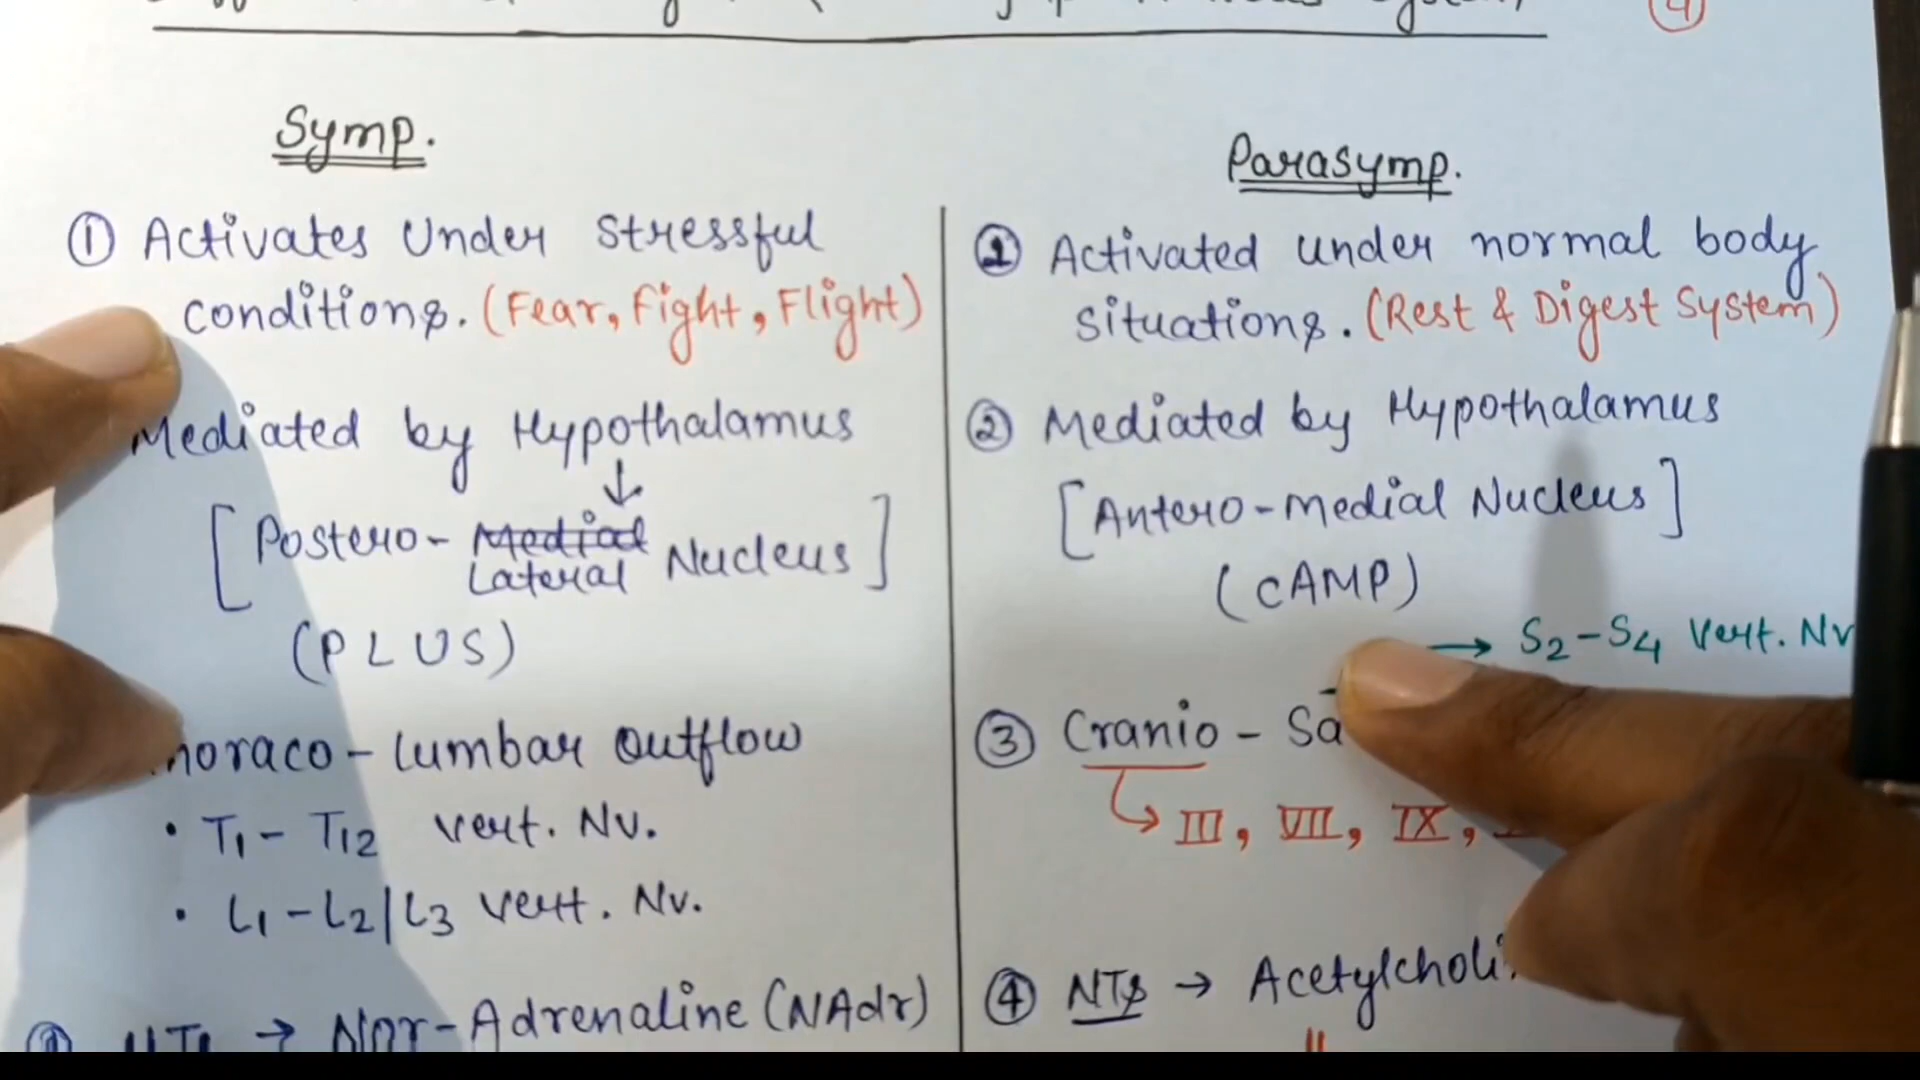 Symp.
① Activates Under Stressful
conditions. (Fear, Fight, Flight)
Mediated by Hypothalamus
↓
[Postero- Medial Nucleus]
Lateral
(PLUS)
Lumbar Outflow
• T1 - T12 vert. Nv.
• L1 - L2/L3 vert. Nv.
→ Nor-Adrenaline (NAdr)
Parasymp.
① Activated under normal body
situations. (Rest & Digest System)
② Mediated by Hypothalamus
[Antero-medial Nucleus]
(cAMP)
→ S2-S4 Vert. Nv
③ Cranio - Sa
↳ III, VII, IX,
④ NTs → Acetylcholi